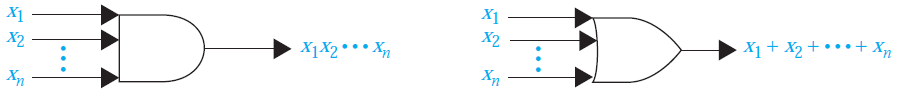 x₁
x₂
xₙ
x₁x₂ ••• xₙ
x₁
x₂
xₙ
x₁ + x₂ + ••• + xₙ